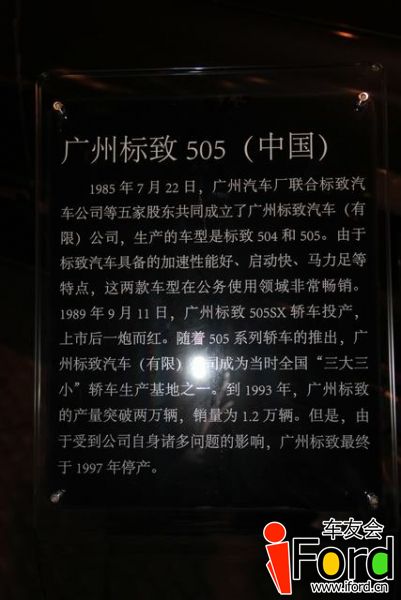 广州标致 505（中国）
1985 年 7 月 22 日，广州汽车厂联合标致汽
车公司等五家股东共同成立了广州标致汽车（有
限）公司，生产的车型是标致 504 和 505。由于
标致汽车具备的加速性能好、启动快、马力足等
特点，这两款车型在公务使用领域非常畅销。
1989 年 9 月 11 日，广州标致 505SX 轿车投产，
上市后一炮而红。随着 505 系列轿车的推出，广
州标致汽车（有限）司成为当时全国“三大三
小”轿车生产基地之一。到 1993 年，广州标致
的产量突破两万辆，销量为 1.2 万辆。但是，由
于受到公司自身诸多问题的影响，广州标致最终
于 1997 年停产。
车友会
iFord
www.iford.cn